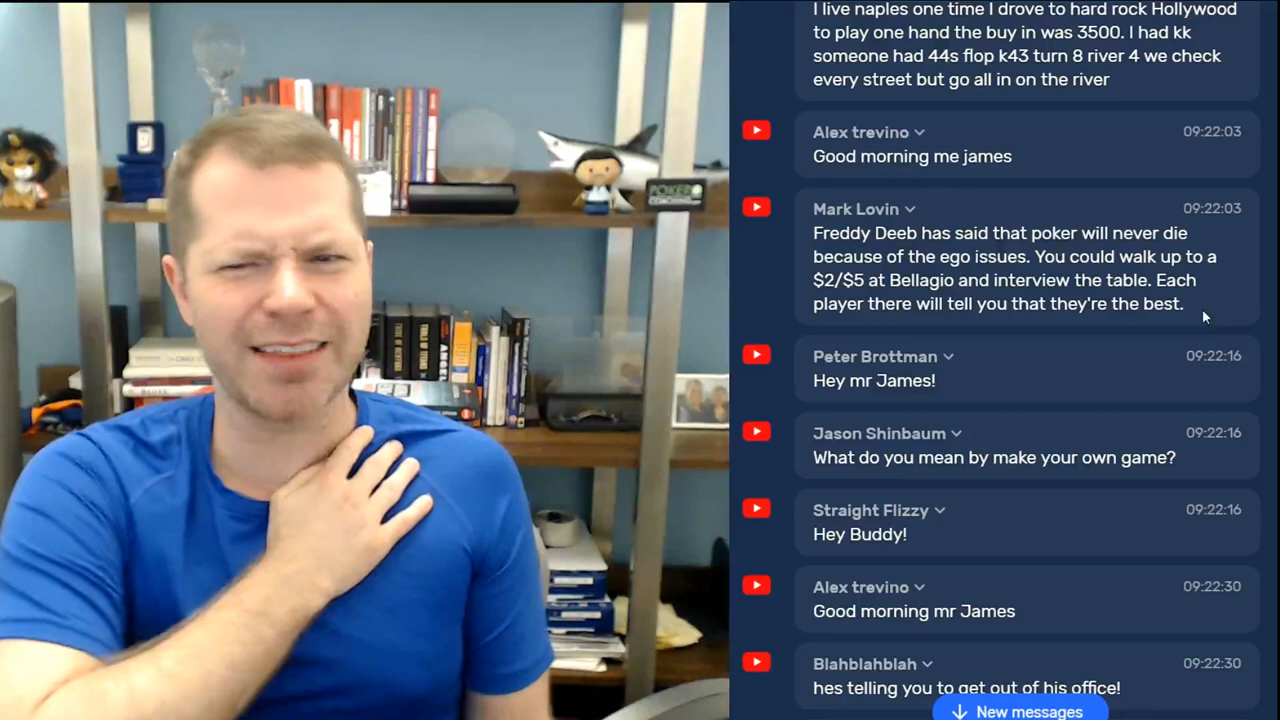 I live naples one time I drove to hard rock Hollywood
to play one hand the buy in was 3500. I had kk
someone had 44s flop k43 turn 8 river 4 we check
every street but go all in on the river
Alex trevino 09:22:03
Good morning me james
Mark Lovin 09:22:03
Freddy Deeb has said that poker will never die
because of the ego issues. You could walk up to a
$2/$5 at Bellagio and interview the table. Each
player there will tell you that they're the best.
Peter Brottman 09:22:16
Hey mr James!
Jason Shinbaum 09:22:16
What do you mean by make your own game?
Straight Flizzy 09:22:16
Hey Buddy!
Alex trevino 09:22:30
Good morning mr James
Blahblahblah 09:22:30
hes telling you to get out of his office!
New messages
POKER
COACHING